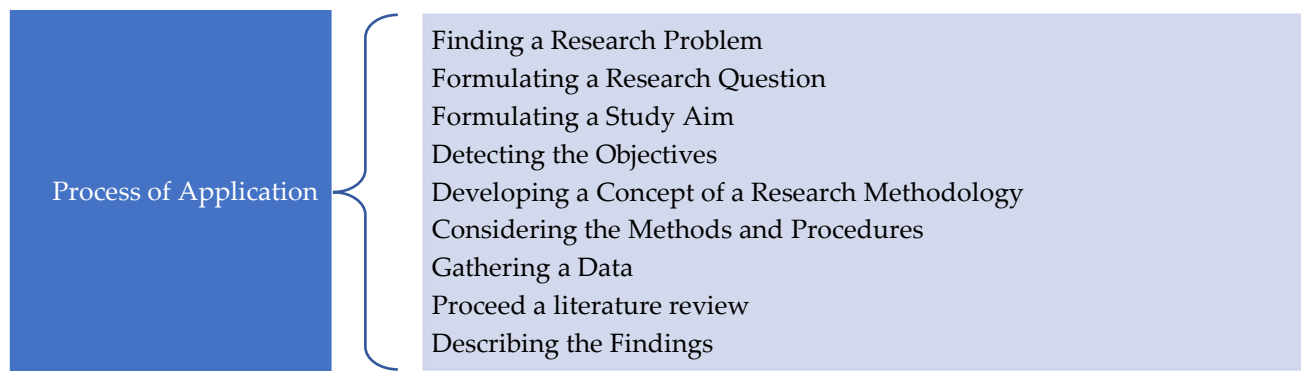 Process of Application
Finding a Research Problem
Formulating a Research Question
Formulating a Study Aim
Detecting the Objectives
Developing a Concept of a Research Methodology
Considering the Methods and Procedures
Gathering a Data
Proceed a literature review
Describing the Findings